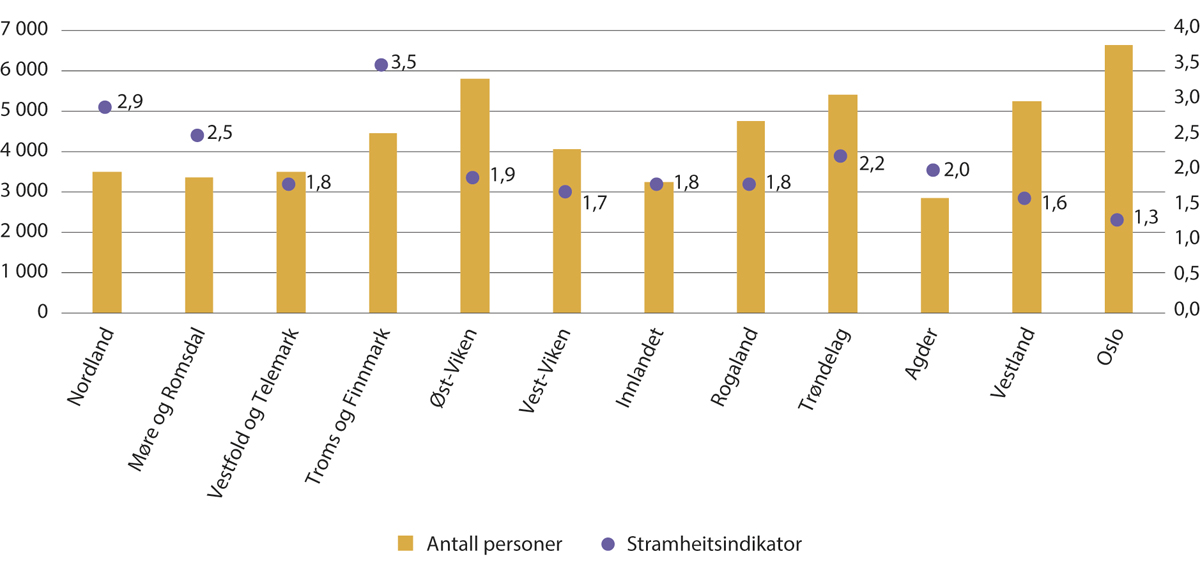 7 000
6 000
5 000
4 000
3 000
2 000
1 000
0
4,0
3,5
3,0
2,5
2,0
1,5
1,0
0,5
0,0
2,9
2,5
1,8
3,5
1,9
1,7
1,8
1,8
2,2
2,0
1,6
1,3
Nordland
Møre og Romsdal
Vestfold og Telemark
Troms og Finnmark
Øst-Viken
Vest-Viken
Innlandet
Rogaland
Trøndelag
Agder
Vestland
Oslo
Antall personer
Stramheitsindikator